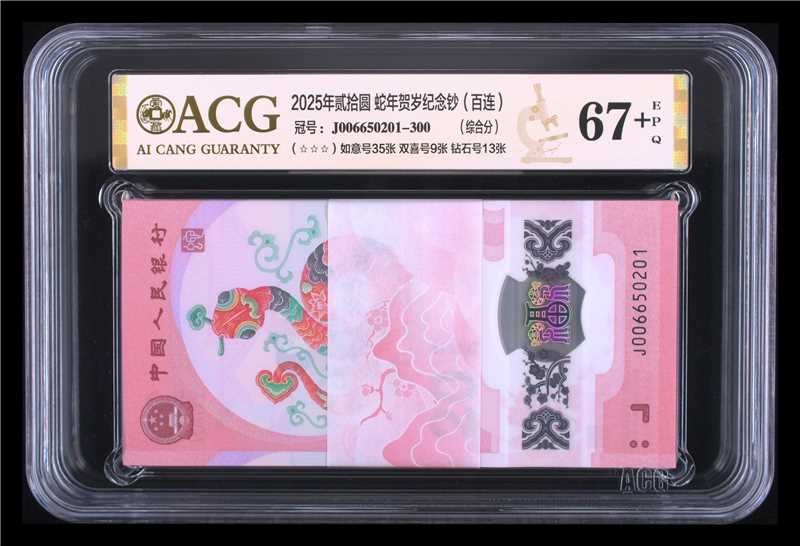 ACG
AI CANG GUARANTY
2025年贰拾圆 蛇年贺岁纪念钞（百连）
冠号：J006650201-300 （综合分）
（☆☆☆）如意号35张 双喜号9张 钻石号13张
67+
EPQ
中国人民银行
J006650201
ACG